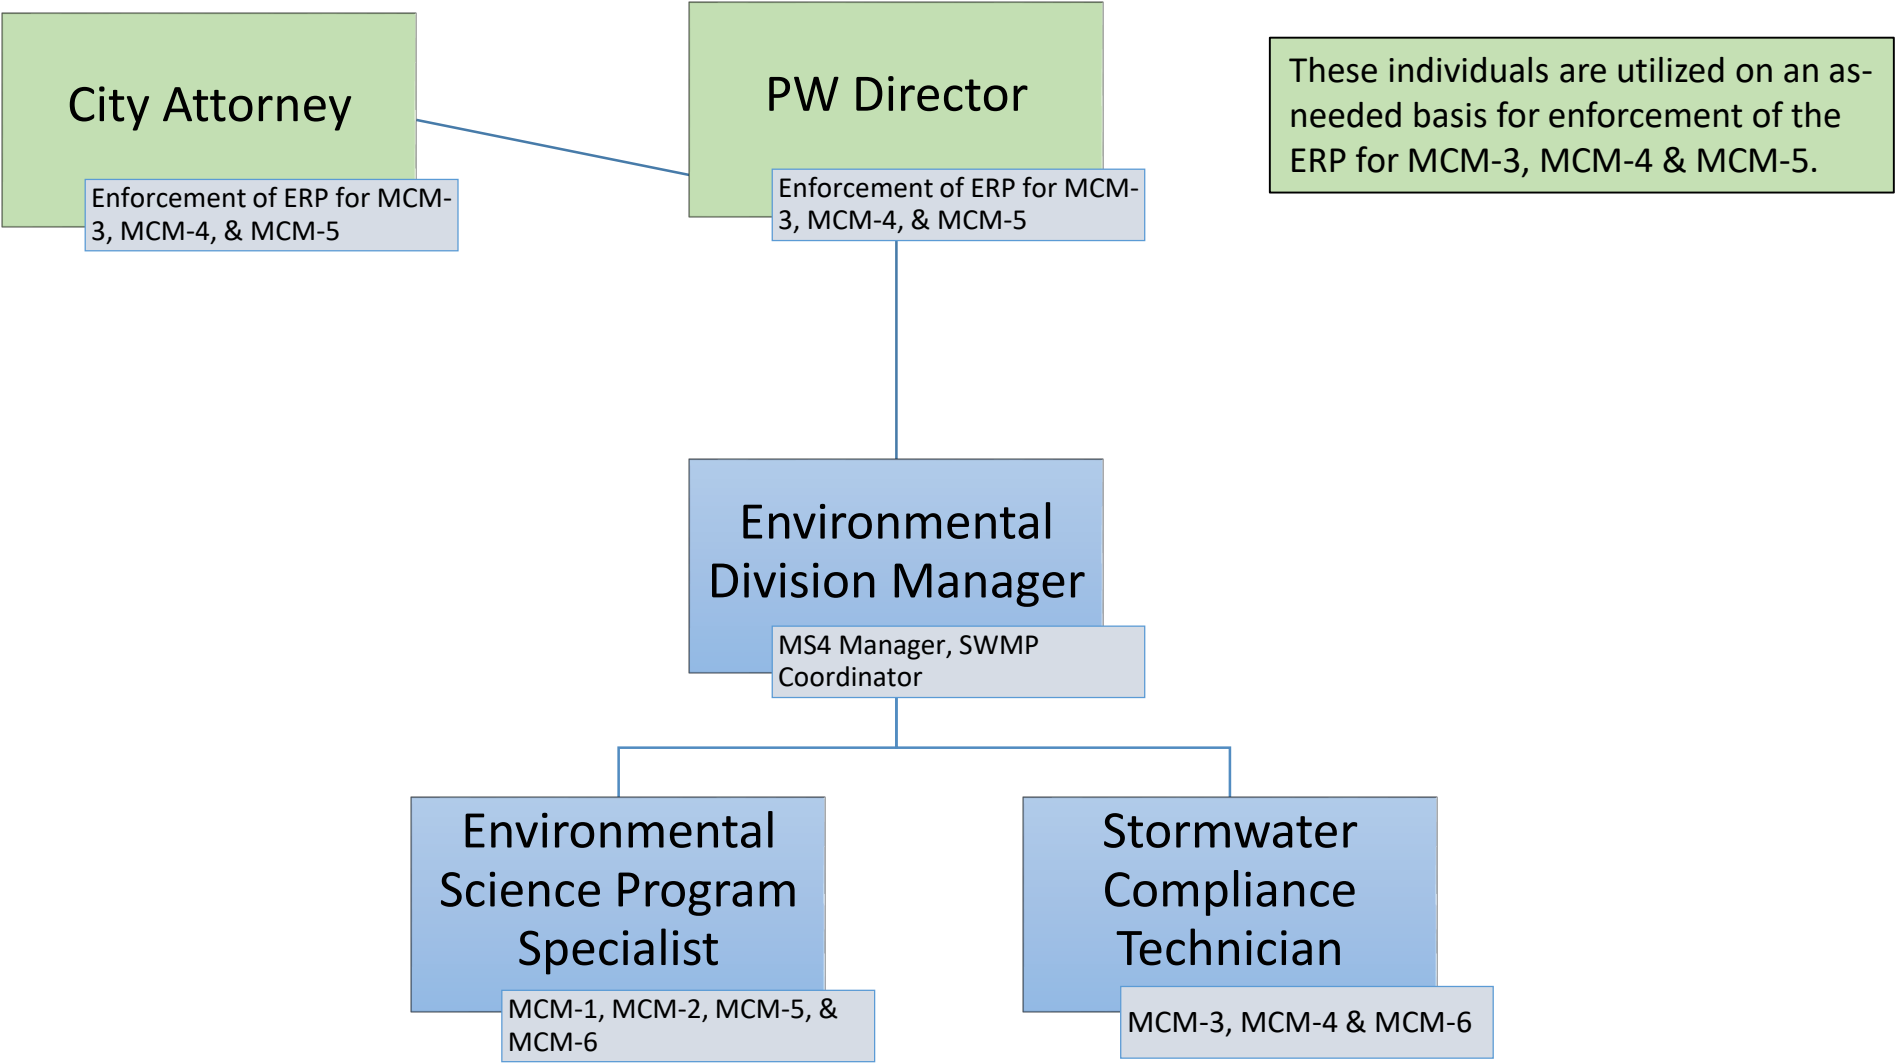 City Attorney
Enforcement of ERP for MCM-
3, MCM-4, & MCM-5
PW Director
Enforcement of ERP for MCM-
3, MCM-4, & MCM-5
These individuals are utilized on an as-
needed basis for enforcement of the
ERP for MCM-3, MCM-4 & MCM-5.
Environmental
Division Manager
MS4 Manager, SWMP
Coordinator
Environmental
Science Program
Specialist
MCM-1, MCM-2, MCM-5, &
MCM-6
Stormwater
Compliance
Technician
MCM-3, MCM-4 & MCM-6